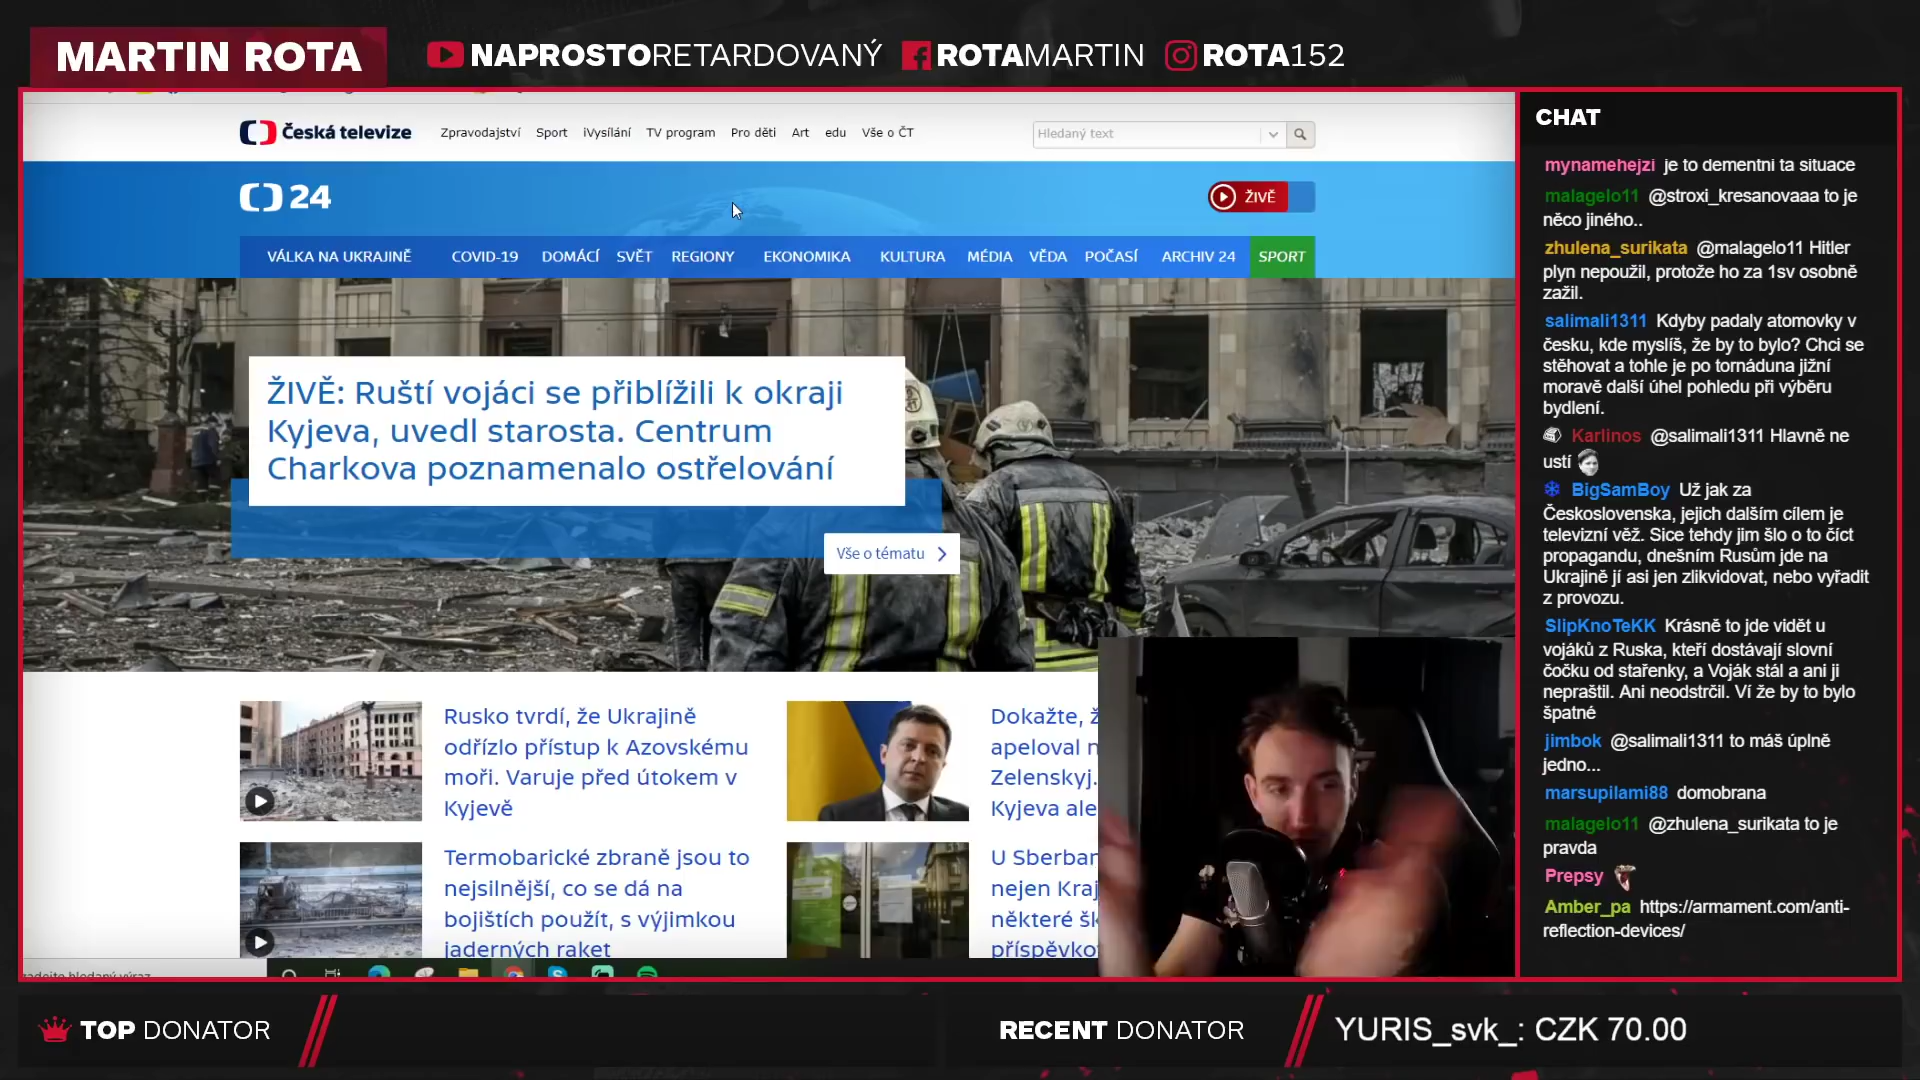 MARTIN ROTA
NAPROSTORETARDOVANÝ
ROTAMARTIN
ROTA152
Česká televize
Zpravodajství Sport iVysílání TV program Pro děti Art edu Vše o ČT
Hledaný text
24
ŽIVĚ
VÁLKA NA UKRAJINĚ COVID-19 DOMÁCÍ SVĚT REGIONY EKONOMIKA KULTURA MÉDIA VĚDA POČASÍ ARCHIV 24 SPORT
ŽIVĚ: Ruští vojáci se přiblížili k okraji
Kyjeva, uvedl starosta. Centrum
Charkova poznamenalo ostřelování
Vše o tématu
Rusko tvrdí, že Ukrajině
odřízlo přístup k Azovskému
moři. Varuje před útokem v
Kyjevě
Dokažte, ž
apeloval n
Zelenskyj.
Kyjeva ale
Termobarické zbraně jsou to
nejsilnější, co se dá na
bojištích použít, s výjimkou
jaderných raket
U Sberban
nejen Kraj
některé šk
příspěvko
zadejte hledaný výraz
CHAT
mynamehejzi je to dementni ta situace
malagelo11 @stroxi_kresanovaaa to je
něco jiného..
zhulena_surikata @malagelo11 Hitler
plyn nepoužil, protože ho za 1sv osobně
zažil.
salimali1311 Kdyby padaly atomovky v
česku, kde myslíš, že by to bylo? Chci se
stěhovat a tohle je po tornáduna jižní
moravě další úhel pohledu při výběru
bydlení.
Karlinos @salimali1311 Hlavně ne
ustí
BigSamBoy Už jak za
Československa, jejich dalším cílem je
televizní věž. Sice tehdy jim šlo o to číct
propagandu, dnešním Rusům jde na
Ukrajině jí asi jen zlikvidovat, nebo vyřadit
z provozu.
SlipKnoTeKK Krásně to jde vidět u
vojáků z Ruska, kteří dostávají slovní
čočku od stařenky, a Voják stál a ani ji
nepraštil. Ani neodstrčil. Ví že by to bylo
špatné
jimbok @salimali1311 to máš úplně
jedno...
marsupilami88 domobrana
malagelo11 @zhulena_surikata to je
pravda
Prepsy
Amber_pa https://armament.com/anti-
reflection-devices/
TOP DONATOR
RECENT DONATOR
YURIS_svk_: CZK 70.00